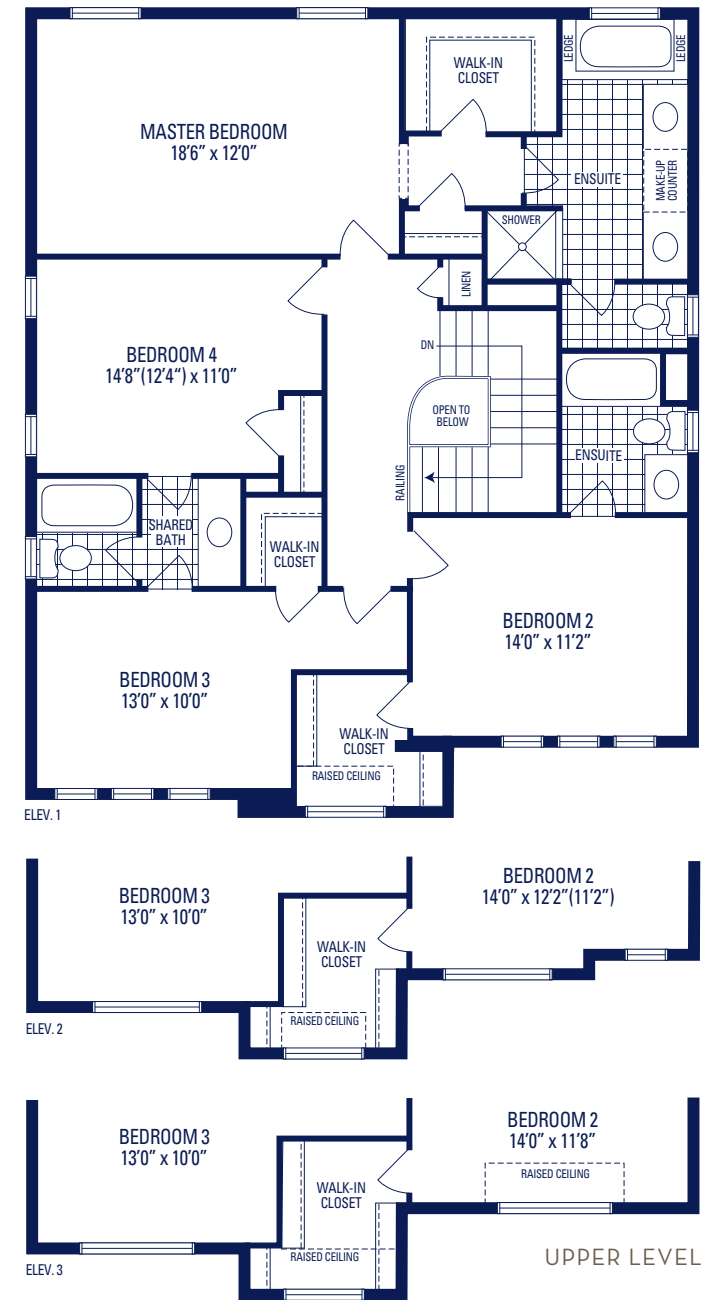 WALK-IN
CLOSET
LEDGE
LEDGE
MASTER BEDROOM
18'6" x 12'0"
ENSUITE
MAKE-UP
COUNTER
SHOWER
LINEN
DN
BEDROOM 4
14'8"(12'4") x 11'0"
OPEN TO
BELOW
RAILING
ENSUITE
SHARED
BATH
WALK-IN
CLOSET
BEDROOM 2
14'0" x 11'2"
BEDROOM 3
13'0" x 10'0"
WALK-IN
CLOSET
RAISED CEILING
ELEV. 1
BEDROOM 3
13'0" x 10'0"
BEDROOM 2
14'0" x 12'2"(11'2")
WALK-IN
CLOSET
RAISED CEILING
ELEV. 2
BEDROOM 3
13'0" x 10'0"
BEDROOM 2
14'0" x 11'8"
RAISED CEILING
WALK-IN
CLOSET
RAISED CEILING
ELEV. 3
UPPER LEVEL